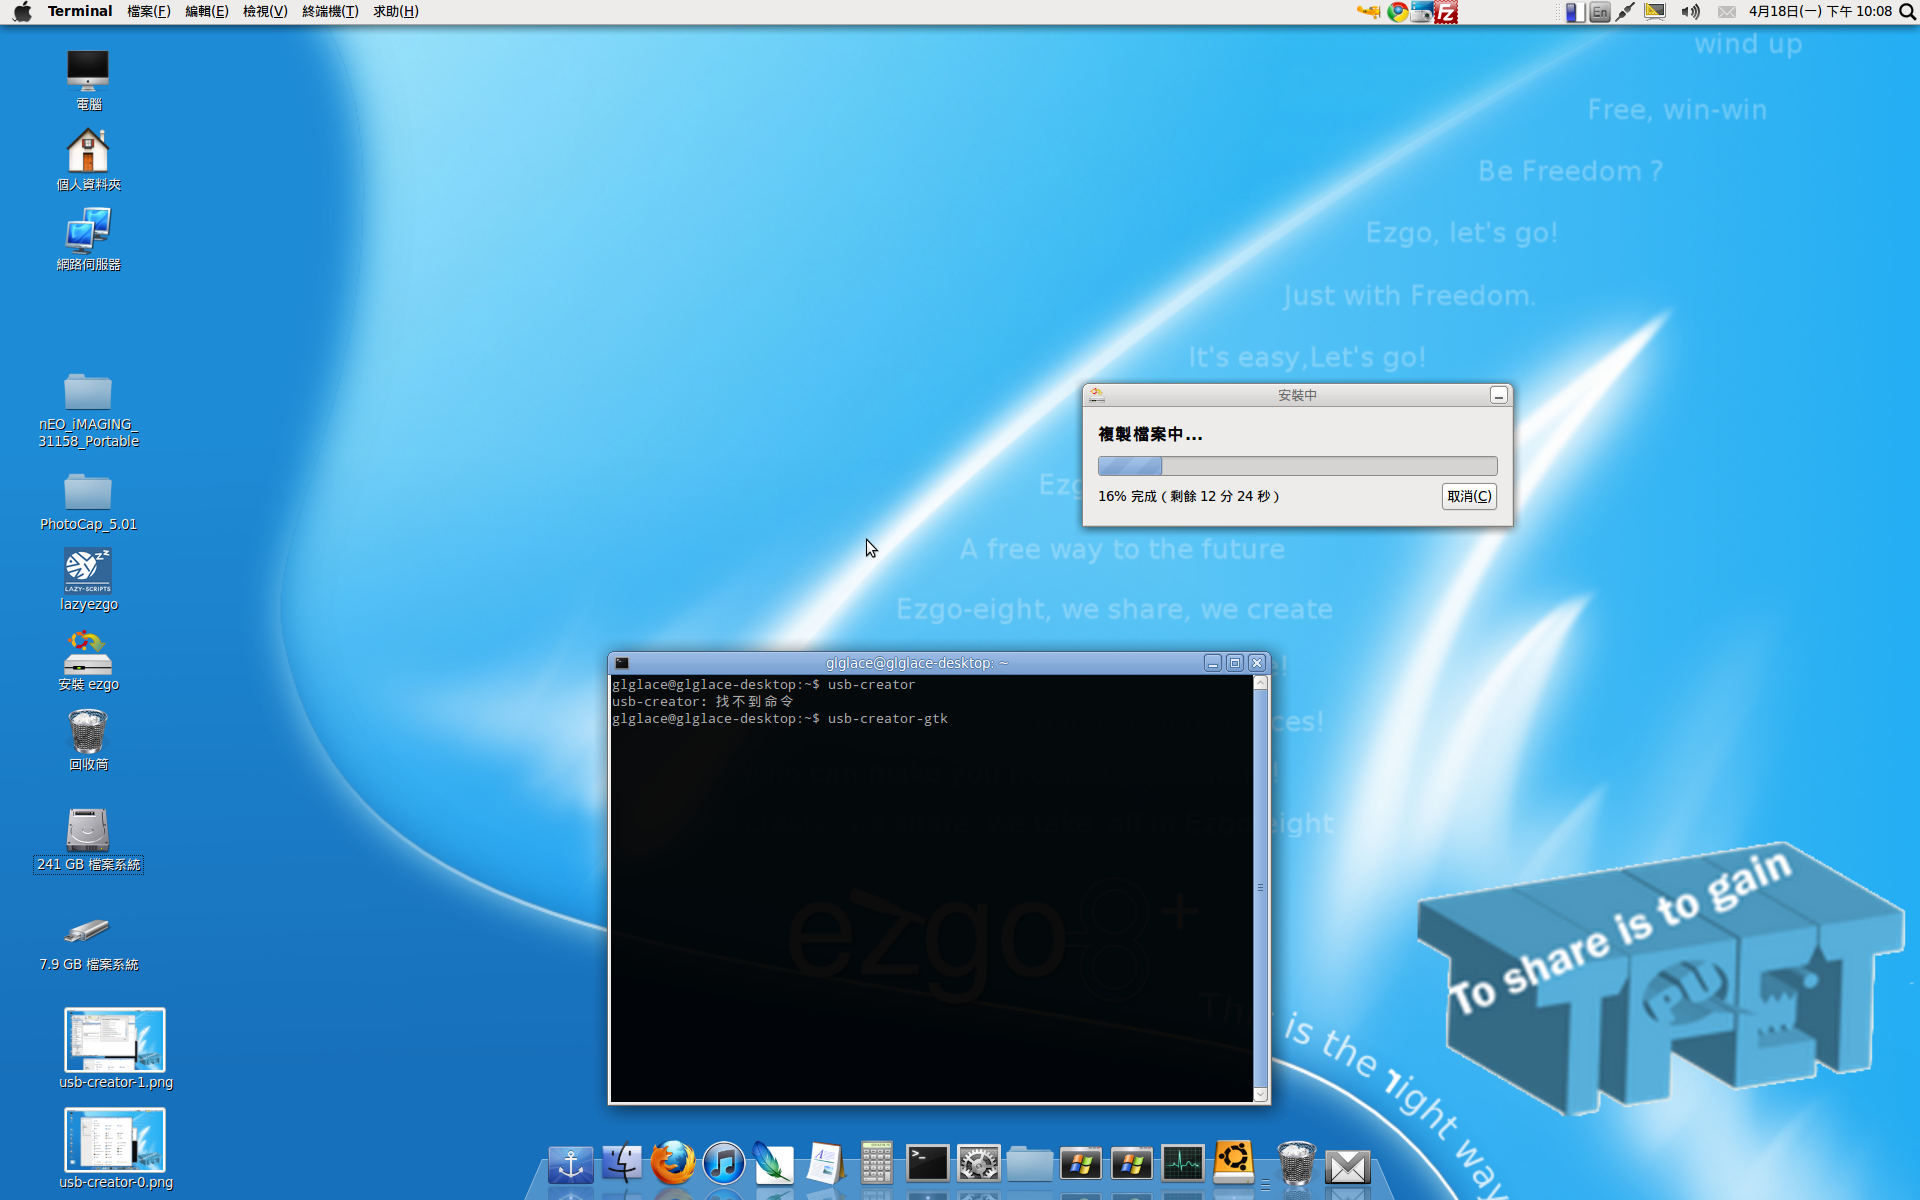 Terminal 檔案(F) 編輯(E) 檢視(V) 終端機(T) 求助(H)
En 4月18日(一) 下午 10:08
電腦
個人資料夾
網路伺服器
nEO_iMAGING_
31158_Portable
PhotoCap_5.01
LAZY-SCRIPTS
lazyezgo
安裝 ezgo
回收筒
241 GB 檔案系統
7.9 GB 檔案系統
usb-creator-1.png
usb-creator-0.png
wind up
Free, win-win
Be Freedom ?
Ezgo, let's go!
Just with Freedom.
It's easy,Let's go!
安裝中
複製檔案中...
16% 完成 ( 剩餘 12 分 24 秒 )
取消(C)
A free way to the future
Ezgo-eight, we share, we create
glglace@glglace-desktop: ~
glglace@glglace-desktop:~$ usb-creator
usb-creator: 找不到命令
glglace@glglace-desktop:~$ usb-creator-gtk
ezgo8+
is the right way
To share is to gain